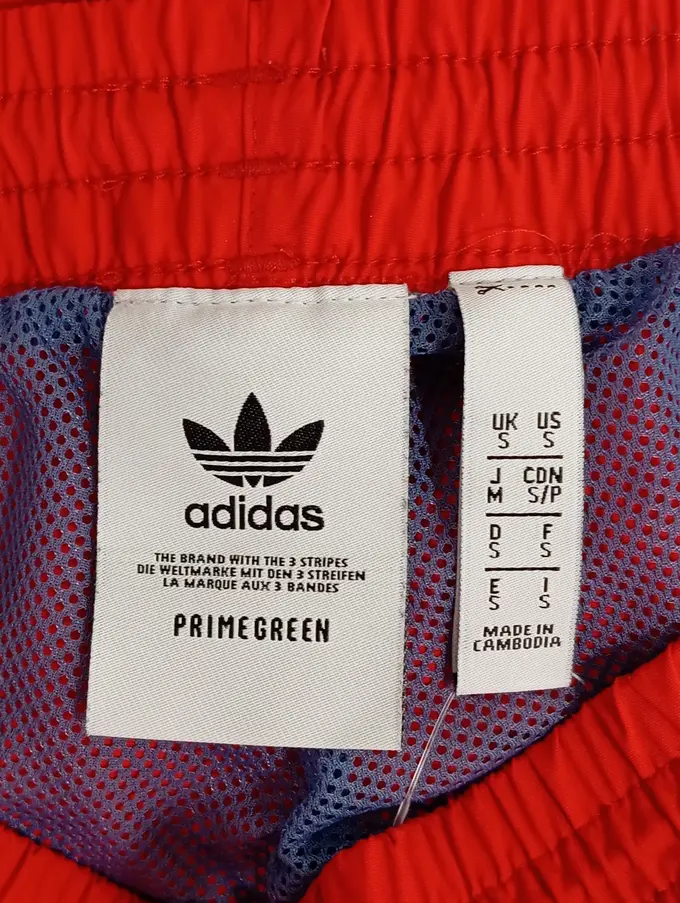 adidas
THE BRAND WITH THE 3 STRIPES
DIE WELTMARKE MIT DEN 3 STREIFEN
LA MARQUE AUX 3 BANDES
PRIMEGREEN
UK US
S S
J CDN
M S/P
D F
S S
E I
S S
MADE IN
CAMBODIA